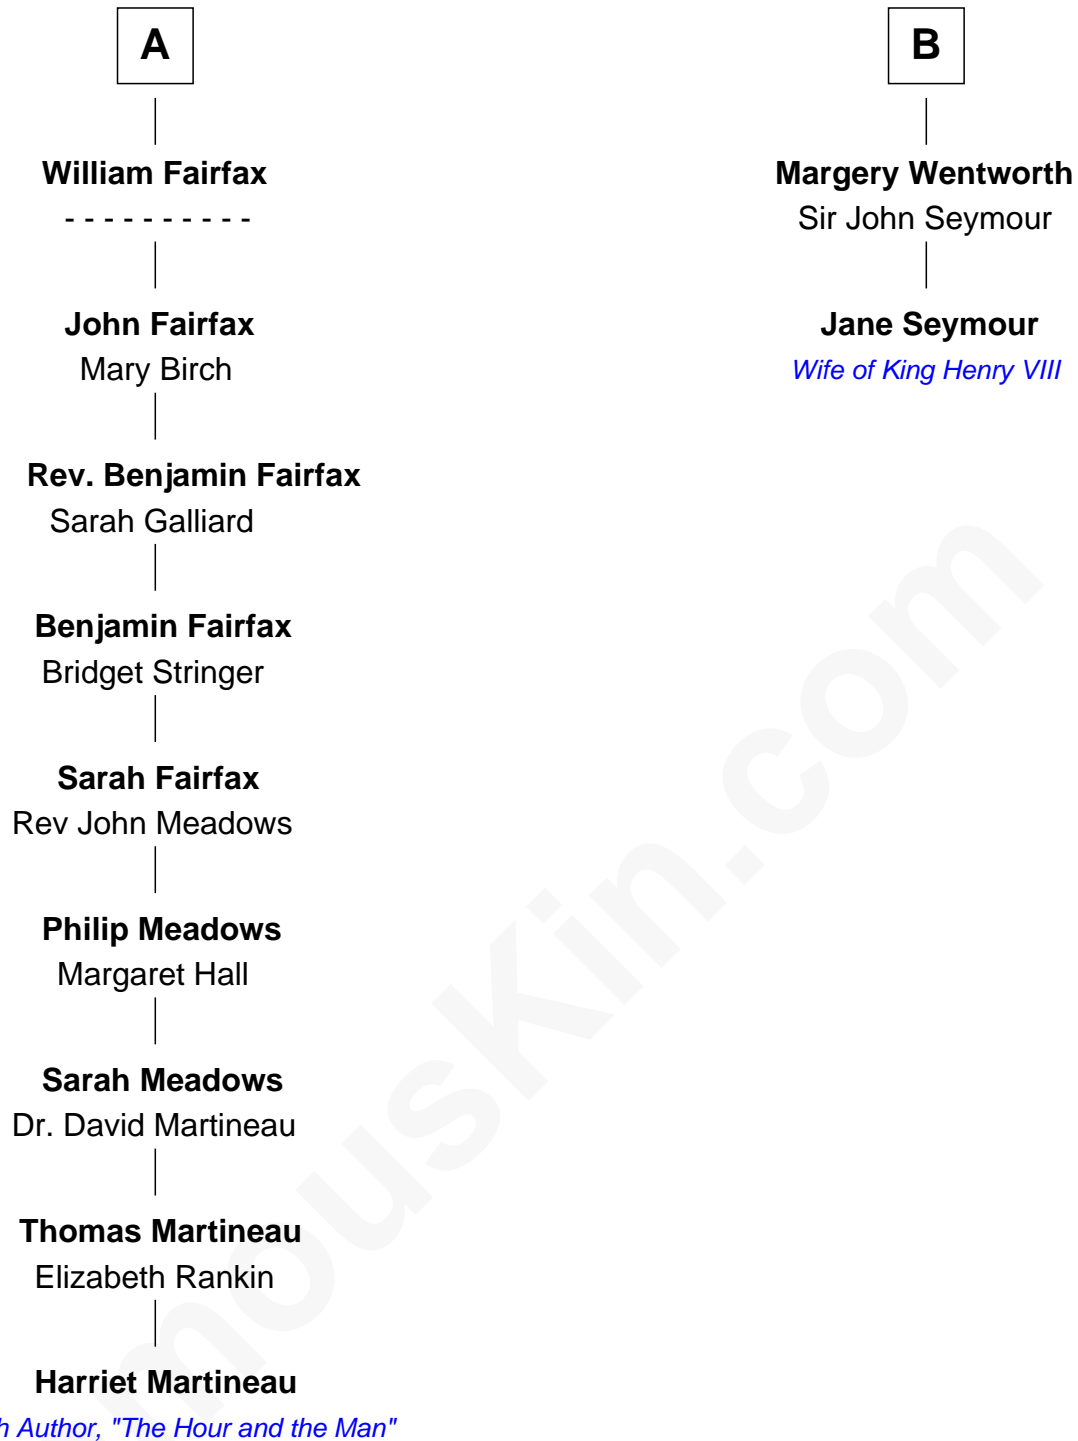 A
William Fairfax
- - - - - - - - - -
John Fairfax
Mary Birch
Rev. Benjamin Fairfax
Sarah Galliard
Benjamin Fairfax
Bridget Stringer
Sarah Fairfax
Rev John Meadows
Philip Meadows
Margaret Hall
Sarah Meadows
Dr. David Martineau
Thomas Martineau
Elizabeth Rankin
Harriet Martineau
h Author, "The Hour and the Man"
B
Margery Wentworth
Sir John Seymour
Jane Seymour
Wife of King Henry VIII
mouskin.com